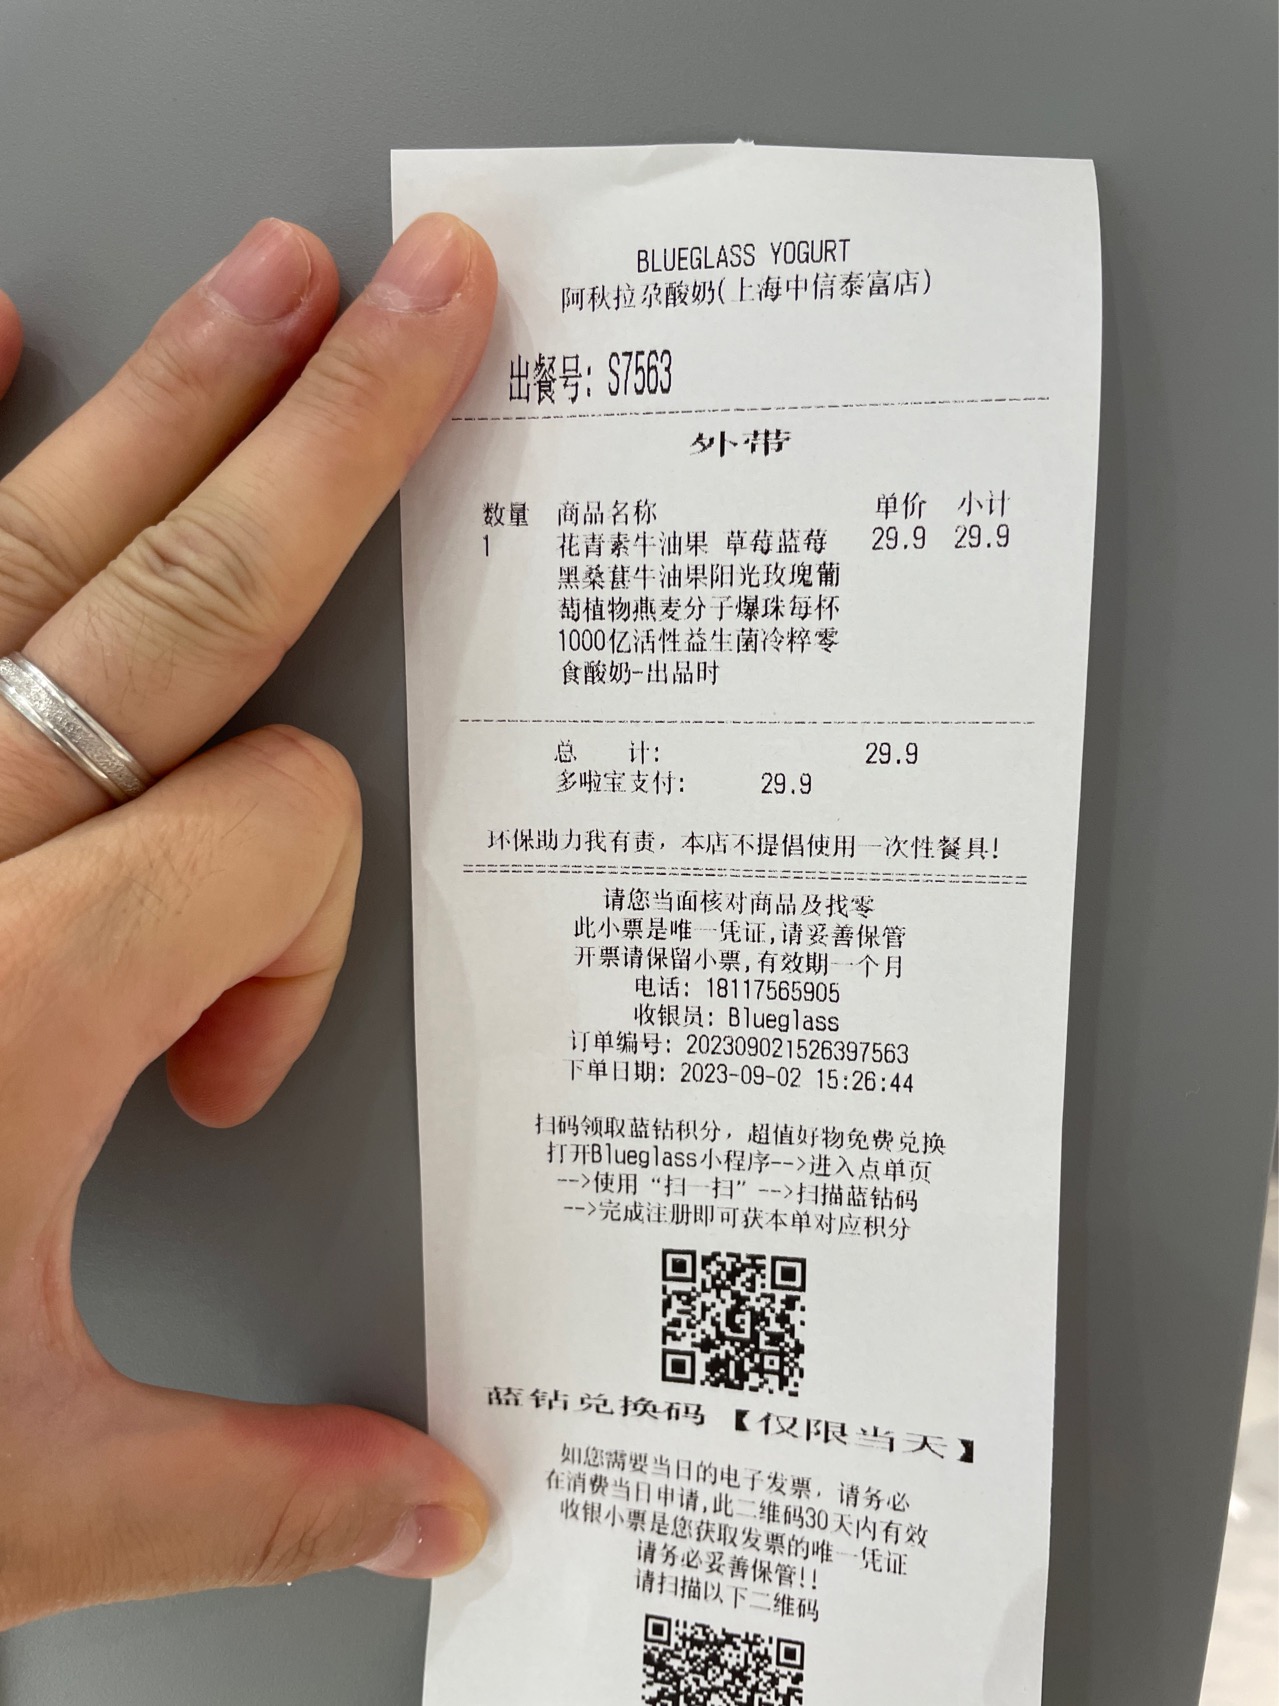 BLUEGLASS YOGURT
阿秋拉尕酸奶(上海中信泰富店)
出餐号: S7563
外带
数量 商品名称 单价 小计
1 花青素牛油果 草莓蓝莓 29.9 29.9
黑桑葚牛油果阳光玫瑰葡
萄植物燕麦分子爆珠每杯
1000亿活性益生菌冷粹零
食酸奶-出品时
总 计: 29.9
多啦宝支付: 29.9
环保助力我有责，本店不提倡使用一次性餐具!
请您当面核对商品及找零
此小票是唯一凭证,请妥善保管
开票请保留小票,有效期一个月
电话: 18117565905
收银员: Blueglass
订单编号: 202309021526397563
下单日期: 2023-09-02 15:26:44
扫码领取蓝钻积分，超值好物免费兑换
打开Blueglass小程序-->进入点单页
-->使用“扫一扫”-->扫描蓝钻码
-->完成注册即可获本单对应积分
蓝钻兑换码【仅限当天】
如您需要当日的电子发票，请务必
在消费当日申请,此二维码30天内有效
收银小票是您获取发票的唯一凭证
请务必妥善保管!!
请扫描以下二维码